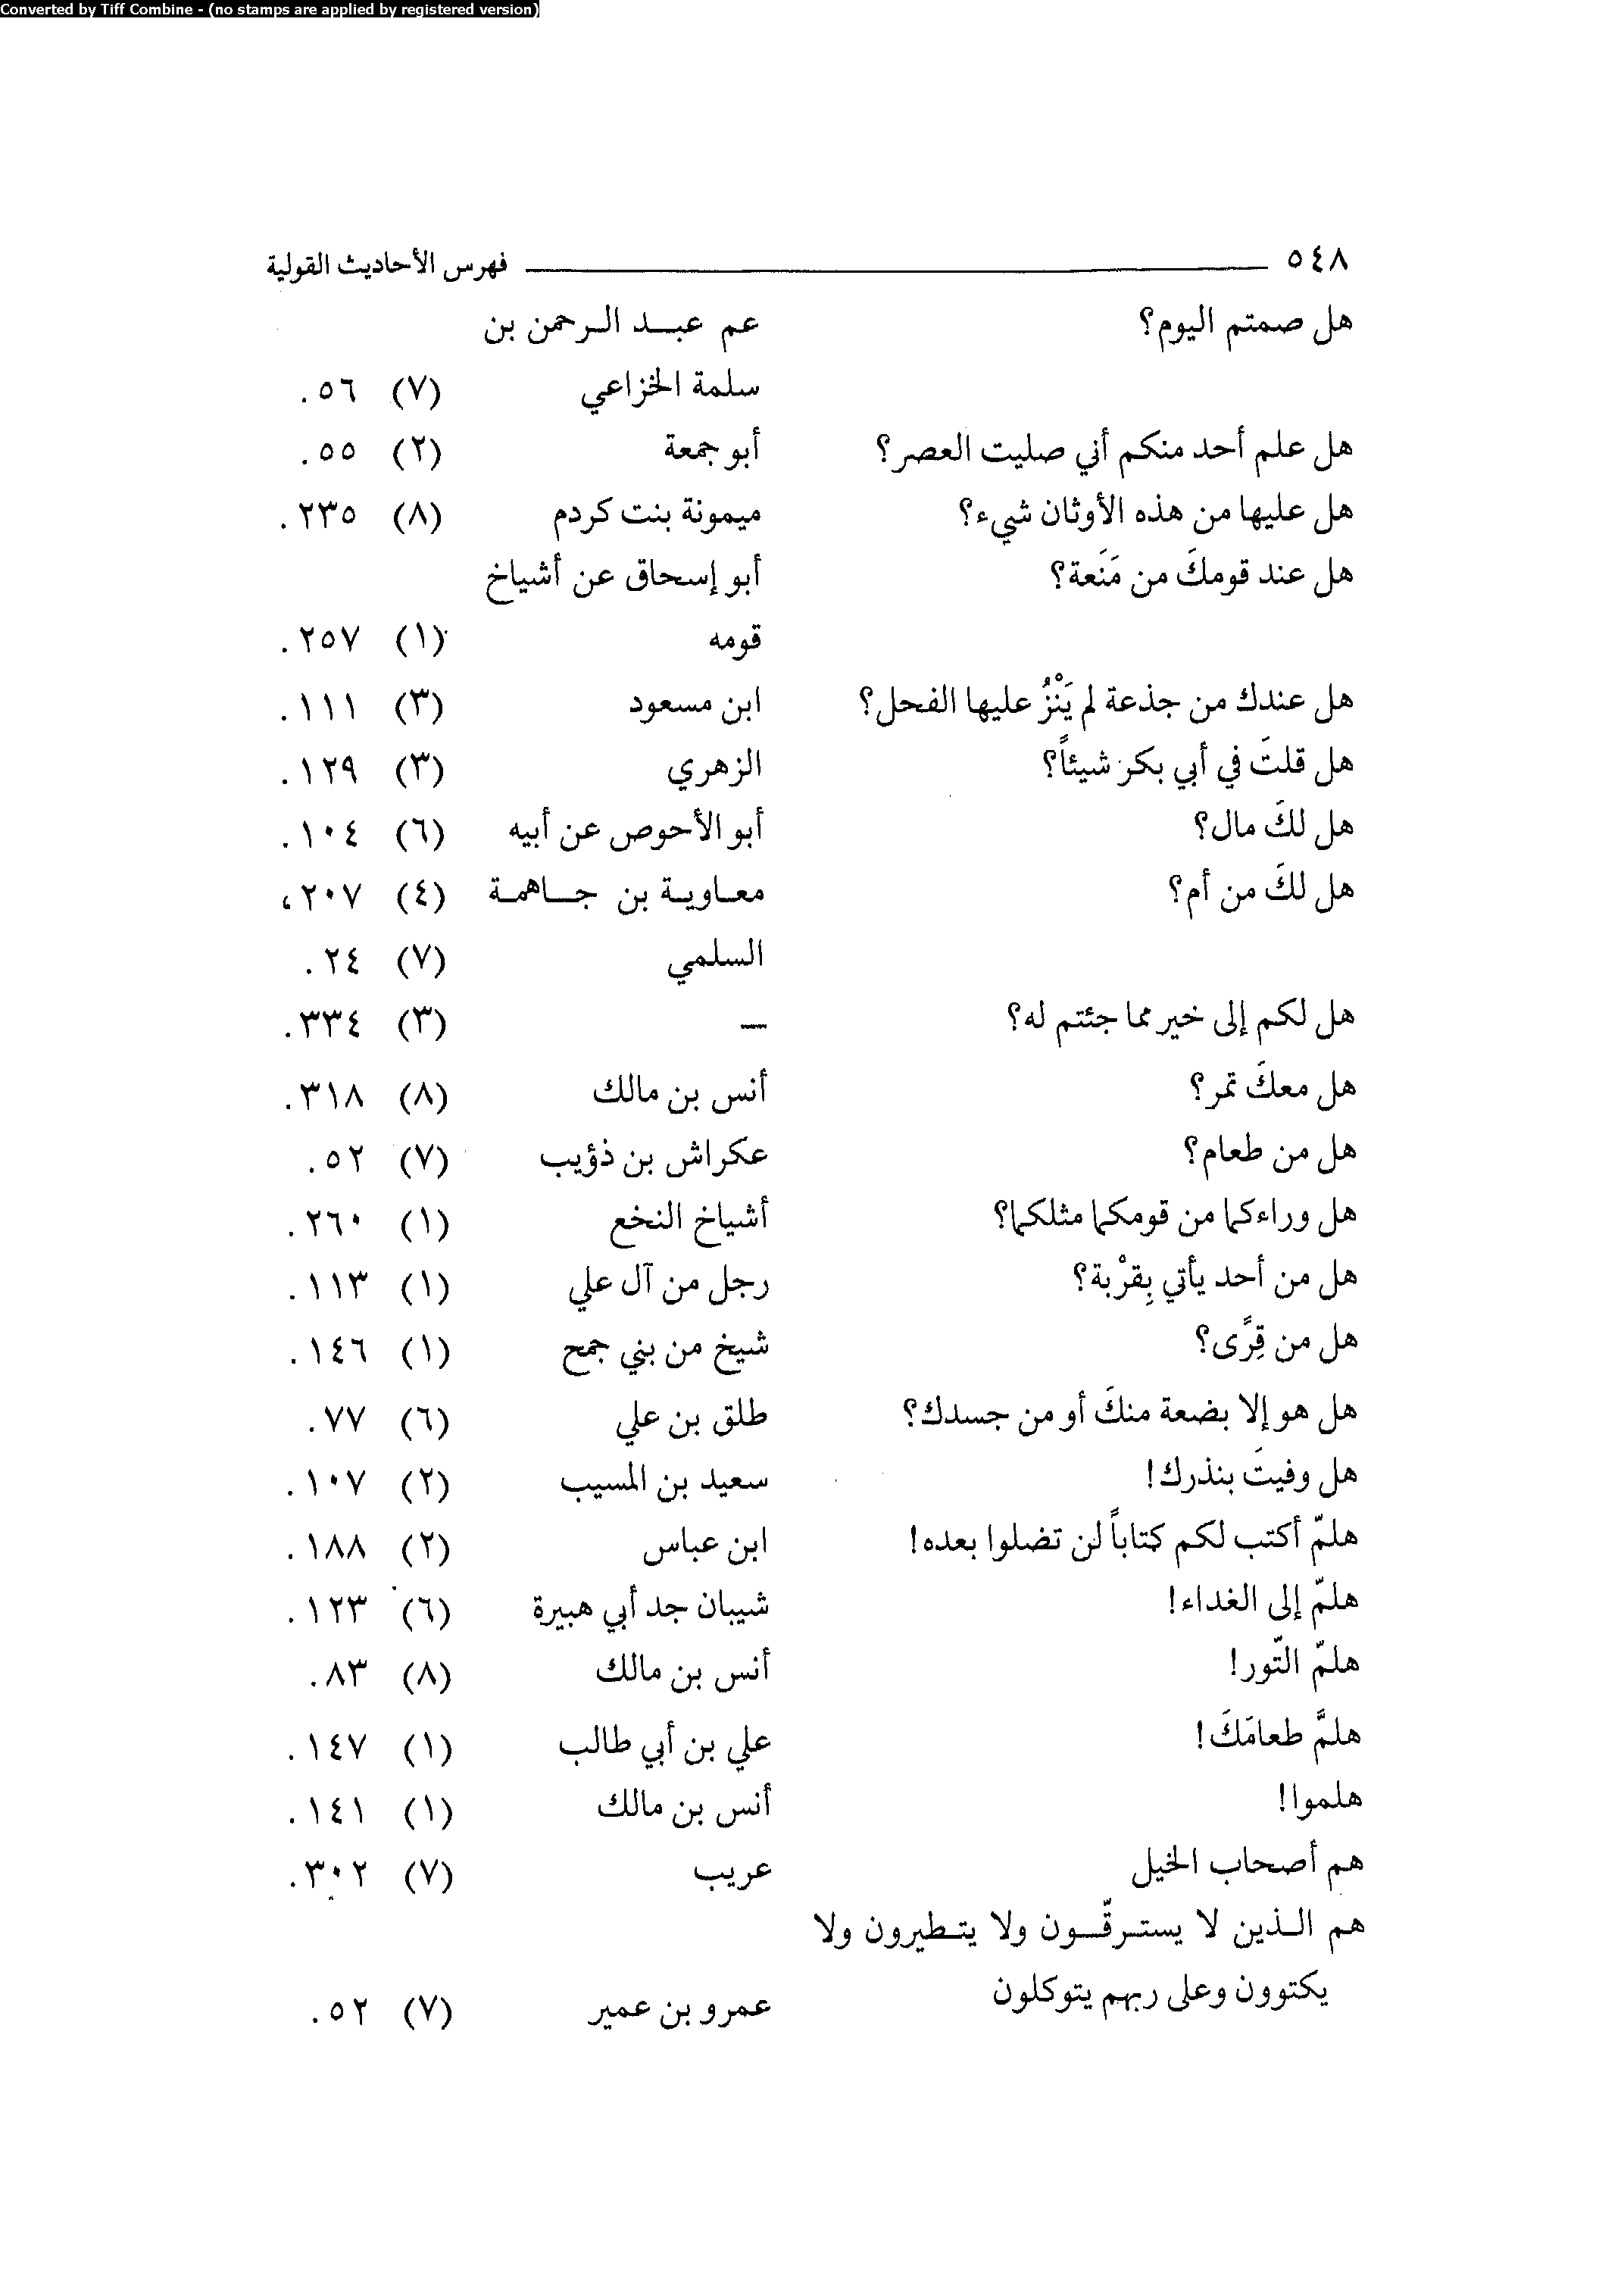 Converted by Tiff Combine - (no stamps are applied by registered version)
٥٤٨ فهرس الأحاديث القولية
هل صمتم اليوم؟ عم عبد الرحمن بن
سلمة الخزاعي (٧) ٥٦.
هل علم أحد منكم أني صليت العصر؟ أبو جمعة (٢) ٥٥.
هل عليها من هذه الأوثان شيء؟ ميمونة بنت كردم (٨) ٢٣٥.
هل عند قومكَ من مَنَعة؟ أبو إسحاق عن أشياخ
قومه (١) ٢٥٧.
هل عندك من جذعة لم يَنْزُ عليها الفحل؟ ابن مسعود (٣) ١١١.
هل قلتَ في أبي بكر شيئاً؟ الزهري (٣) ١٢٩.
هل لكَ مال؟ أبو الأحوص عن أبيه (٦) ١٠٤.
هل لكَ من أم؟ معاوية بن جاهمة (٤) ٢٠٧،
السلمي (٧) ٢٤.
هل لكم إلى خير مما جئتم له؟ — (٣) ٣٣٤.
هل معكَ تمر؟ أنس بن مالك (٨) ٣١٨.
هل من طعام؟ عكراش بن ذؤيب (٧) ٥٢.
هل وراءكما من قومكما مثلكما؟ أشياخ النخع (١) ٢٦٠.
هل من أحد يأتي بِقرْبة؟ رجل من آل علي (١) ١١٣.
هل من قِرًى؟ شيخ من بني جمح (١) ١٤٦.
هل هو إلا بضعة منكَ أو من جسدك؟ طلق بن علي (٦) ٧٧.
هل وفيتَ بنذرك! سعيد بن المسيب (٢) ١٠٧.
هلمّ أكتب لكم كتاباً لن تضلوا بعده! ابن عباس (٢) ١٨٨.
هلمّ إلى الغداء! شيبان جد أبي هبيرة (٦) ١٢٣.
هلمّ التّور! أنس بن مالك (٨) ٨٣.
هلمَّ طعامَكَ! علي بن أبي طالب (١) ١٤٧.
هلموا! أنس بن مالك (١) ١٤١.
هم أصحاب الخيل عريب (٧) ٣٠٢.
هم الذين لا يسترقّون ولا يتطيرون ولا
يكتوون وعلى ربهم يتوكلون عمرو بن عمير (٧) ٥٢.